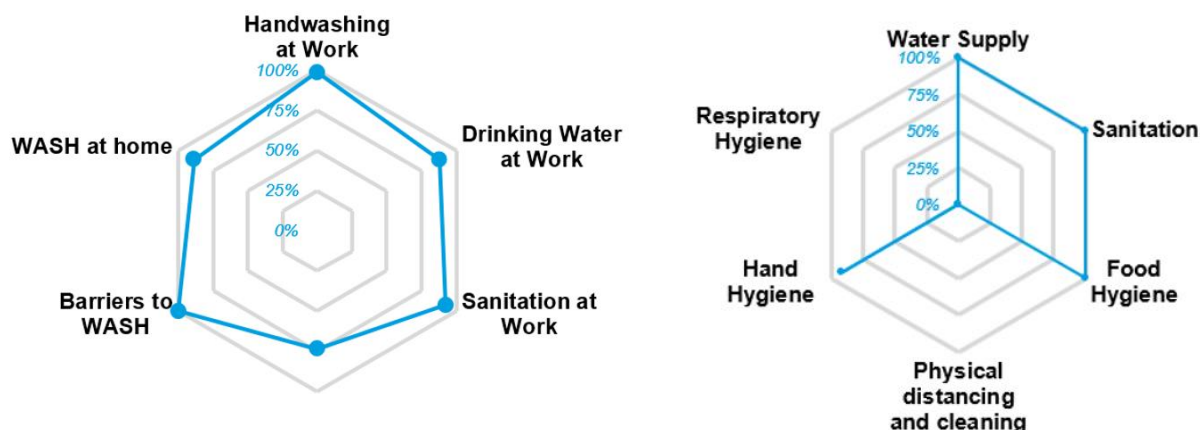 Handwashing
at Work
100%
75%
50%
25%
0%
WASH at home
Drinking Water
at Work
Barriers to
WASH
Sanitation at
Work
Water Supply
100%
75%
50%
25%
0%
Respiratory
Hygiene
Sanitation
Hand
Hygiene
Food
Hygiene
Physical
distancing
and cleaning